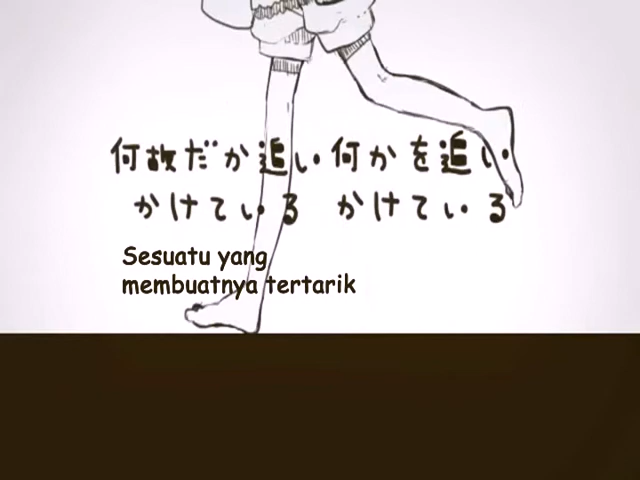 何故だか追い 何かを追い
かけている かけている
Sesuatu yang
membuatnya tertarik